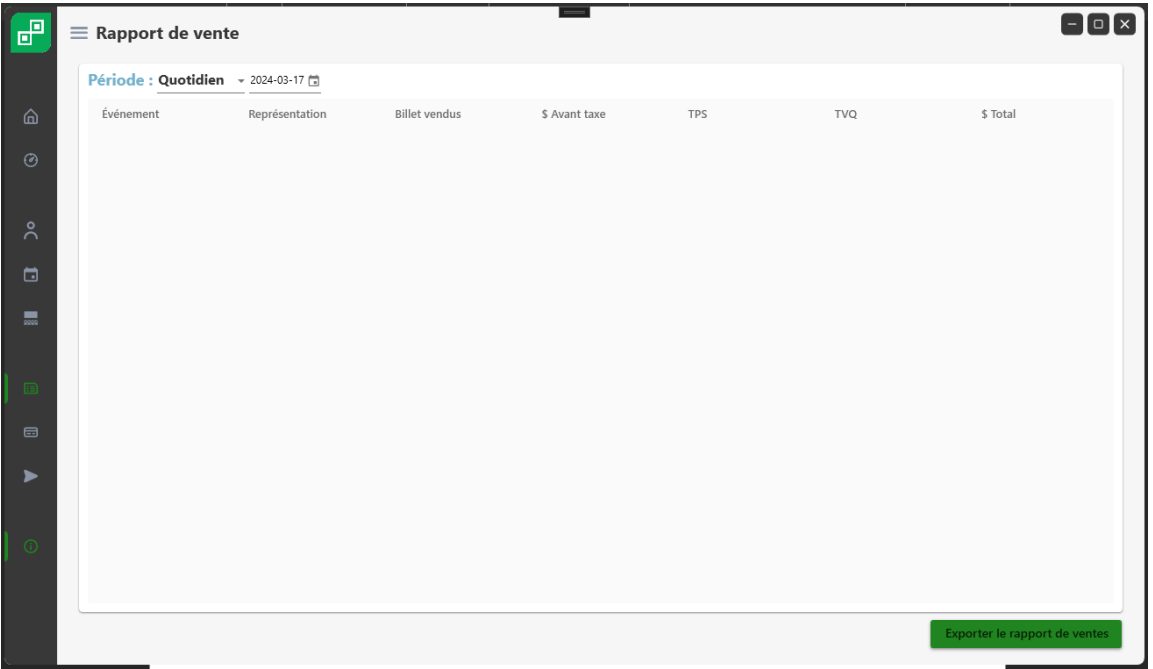 Rapport de vente
Période : Quotidien 2024-03-17
Événement Représentation Billet vendus $ Avant taxe TPS TVQ $ Total
Exporter le rapport de ventes